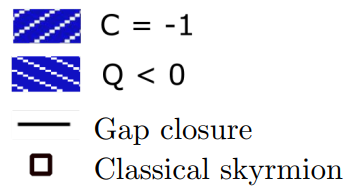 C = -1
Q < 0
Gap closure
Classical skyrmion